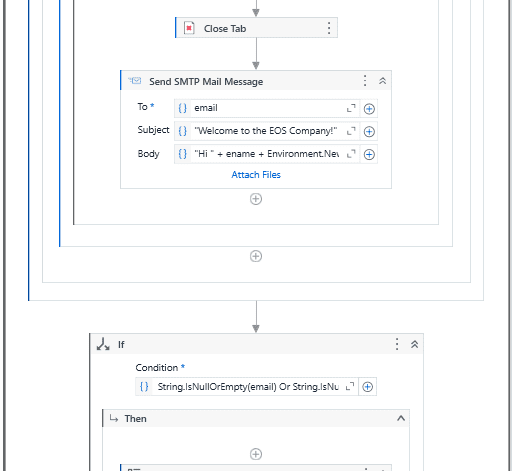 Close Tab
Send SMTP Mail Message
To *
{} email
Subject
{} "Welcome to the EOS Company!"
Body
{} "Hi " + ename + Environment.Nev
Attach Files
If
Condition *
{} String.IsNullOrEmpty(email) Or String.IsNu
Then